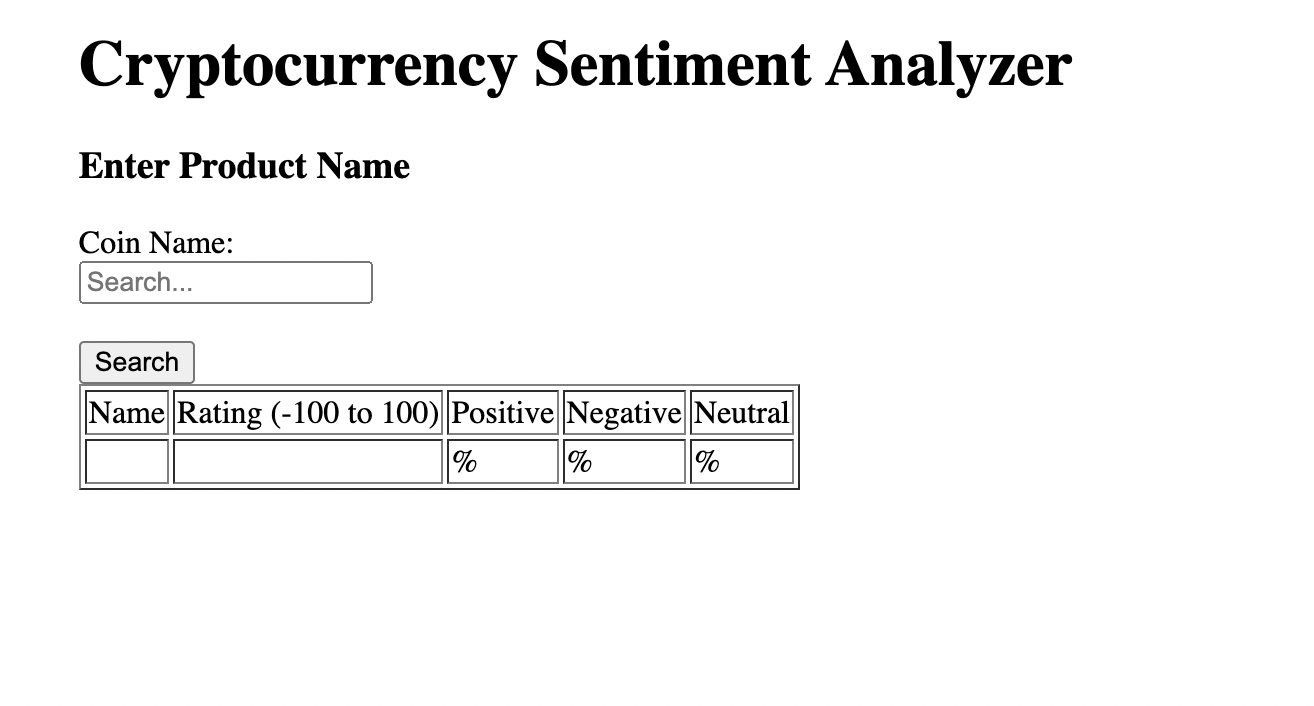 Cryptocurrency Sentiment Analyzer
Enter Product Name
Coin Name:
Search...
Search
Name Rating (-100 to 100) Positive Negative Neutral
% % %